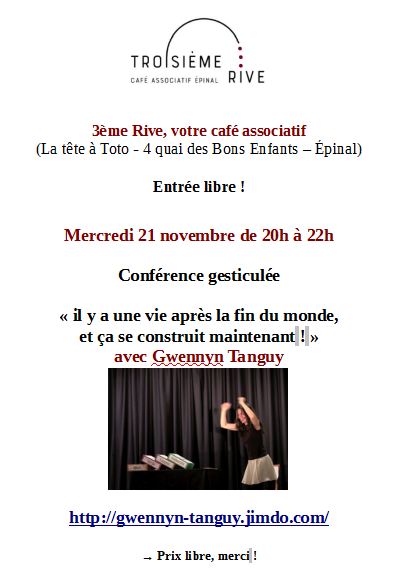 TROISIÈME
CAFÉ ASSOCIATIF ÉPINAL RIVE
3ème Rive, votre café associatif
(La tête à Toto - 4 quai des Bons Enfants – Épinal)
Entrée libre !
Mercredi 21 novembre de 20h à 22h
Conférence gesticulée
« il y a une vie après la fin du monde,
et ça se construit maintenant ! »
avec Gwennyn Tanguy
http://gwennyn-tanguy.jimdo.com/
→ Prix libre, merci !